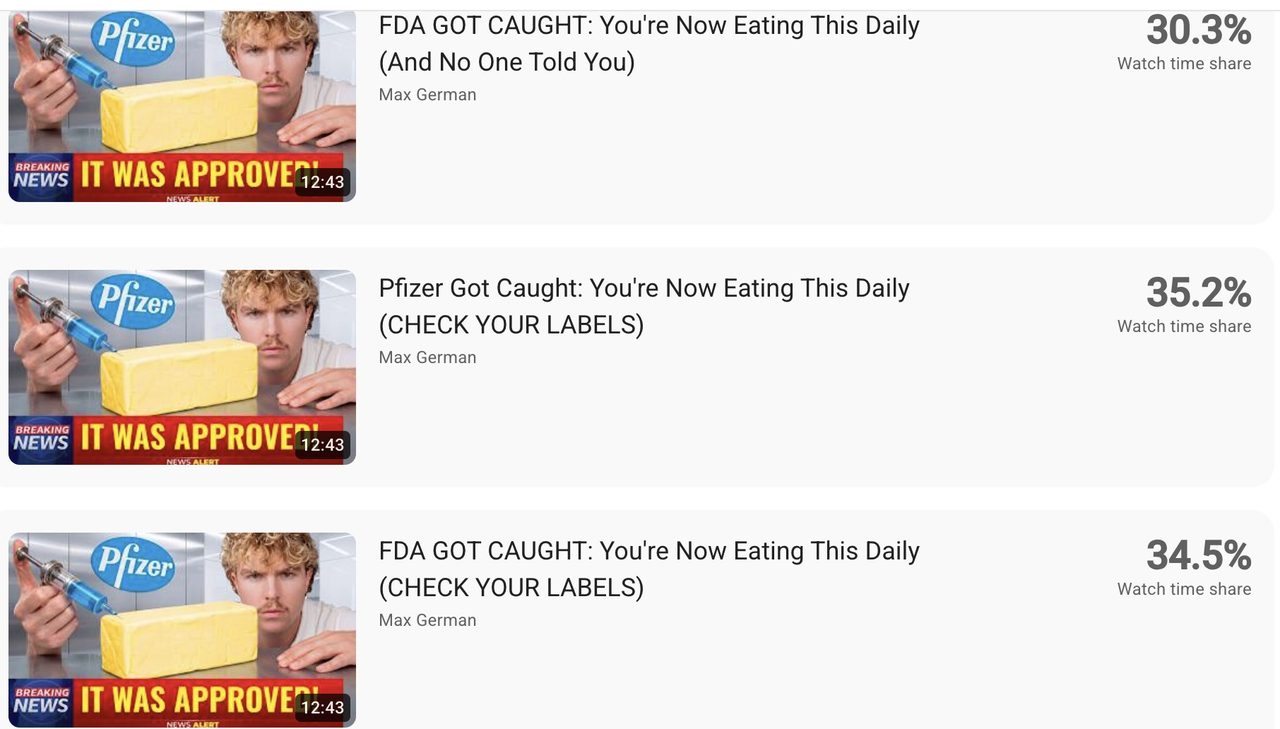 Pfizer
BREAKING
NEWS
IT WAS APPROVED!
NEWS ALERT
12:43
FDA GOT CAUGHT: You're Now Eating This Daily
(And No One Told You)
Max German
30.3%
Watch time share
Pfizer
BREAKING
NEWS
IT WAS APPROVED!
NEWS ALERT
12:43
Pfizer Got Caught: You're Now Eating This Daily
(CHECK YOUR LABELS)
Max German
35.2%
Watch time share
Pfizer
BREAKING
NEWS
IT WAS APPROVED!
NEWS ALERT
12:43
FDA GOT CAUGHT: You're Now Eating This Daily
(CHECK YOUR LABELS)
Max German
34.5%
Watch time share